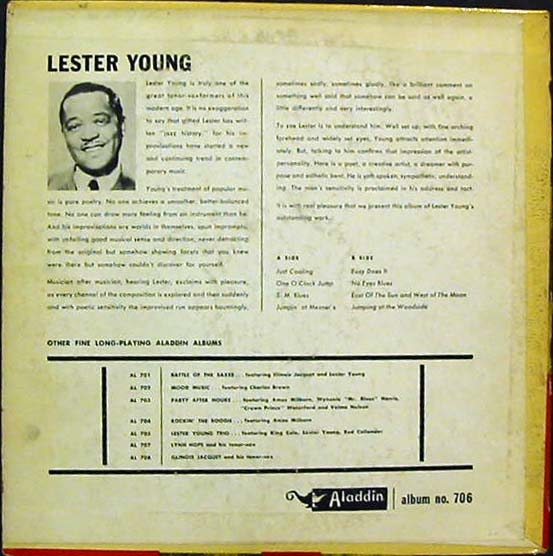 LESTER YOUNG
Lester Young is truly one of the
great tenor-saxformers of this
modern age. It is no exaggeration
to say that gifted Lester has writ-
ten "jazz history," for his im-
provisations have started a new
and continuing trend in contem-
porary music.
Young's treatment of popular mu-
sic is pure poetry. No one achieves a smoother, better-balanced
tone. No one can draw more feeling from an instrument than he.
And his improvisations are worlds in themselves, spun impromptu,
with unfailing good musical sense and direction, never detracting
from the original but somehow showing facets that you knew
were there but somehow couldn't discover for yourself.
Musician after musician, hearing Lester, exclaims with pleasure,
as every channel of the composition is explored and then suddenly
and with poetic sensitivity the improvised run appears hauntingly,
sometimes sadly, sometimes gladly, like a brilliant comment on
something well said that somehow can be said as well again, a
little differently and very interestingly.
To see Lester is to understand him. Well set up, with fine arching
forehead and widely set eyes, Young attracts attention immedi-
ately. But, talking to him confirms that impression of the artist-
personality. Here is a poet, a creative artist, a dreamer with pur-
pose and esthetic bent. He is soft spoken, sympathetic, understand-
ing. The man's sensitivity is proclaimed in his address and tact.
It is with real pleasure that we present this album of Lester Young's
outstanding work.
A SIDE
Just Cooling
One O'Clock Jump
S. M. Blues
Jumpin' at Mesner's
B SIDE
Easy Does It
No Eyes Blues
East Of The Sun and West of The Moon
Jumping at the Woodside
OTHER FINE LONG-PLAYING ALADDIN ALBUMS
AL 701 BATTLE OF THE SAXES ... featuring Illinois Jacquet and Lester Young
AL 702 MOOD MUSIC ... featuring Charles Brown
AL 703 PARTY AFTER HOURS ... featuring Amos Milburn, Wynonie "Mr. Blues" Harris,
"Crown Prince" Waterford and Velma Nelson
AL 704 ROCKIN' THE BOOGIE ... featuring Amos Milburn
AL 705 LESTER YOUNG TRIO ... featuring King Cole, Lester Young, Red Callender
AL 707 LYNN HOPE and his tenor-sax
AL 708 ILLINOIS JACQUET and his tenor-sax
Aladdin album no. 706